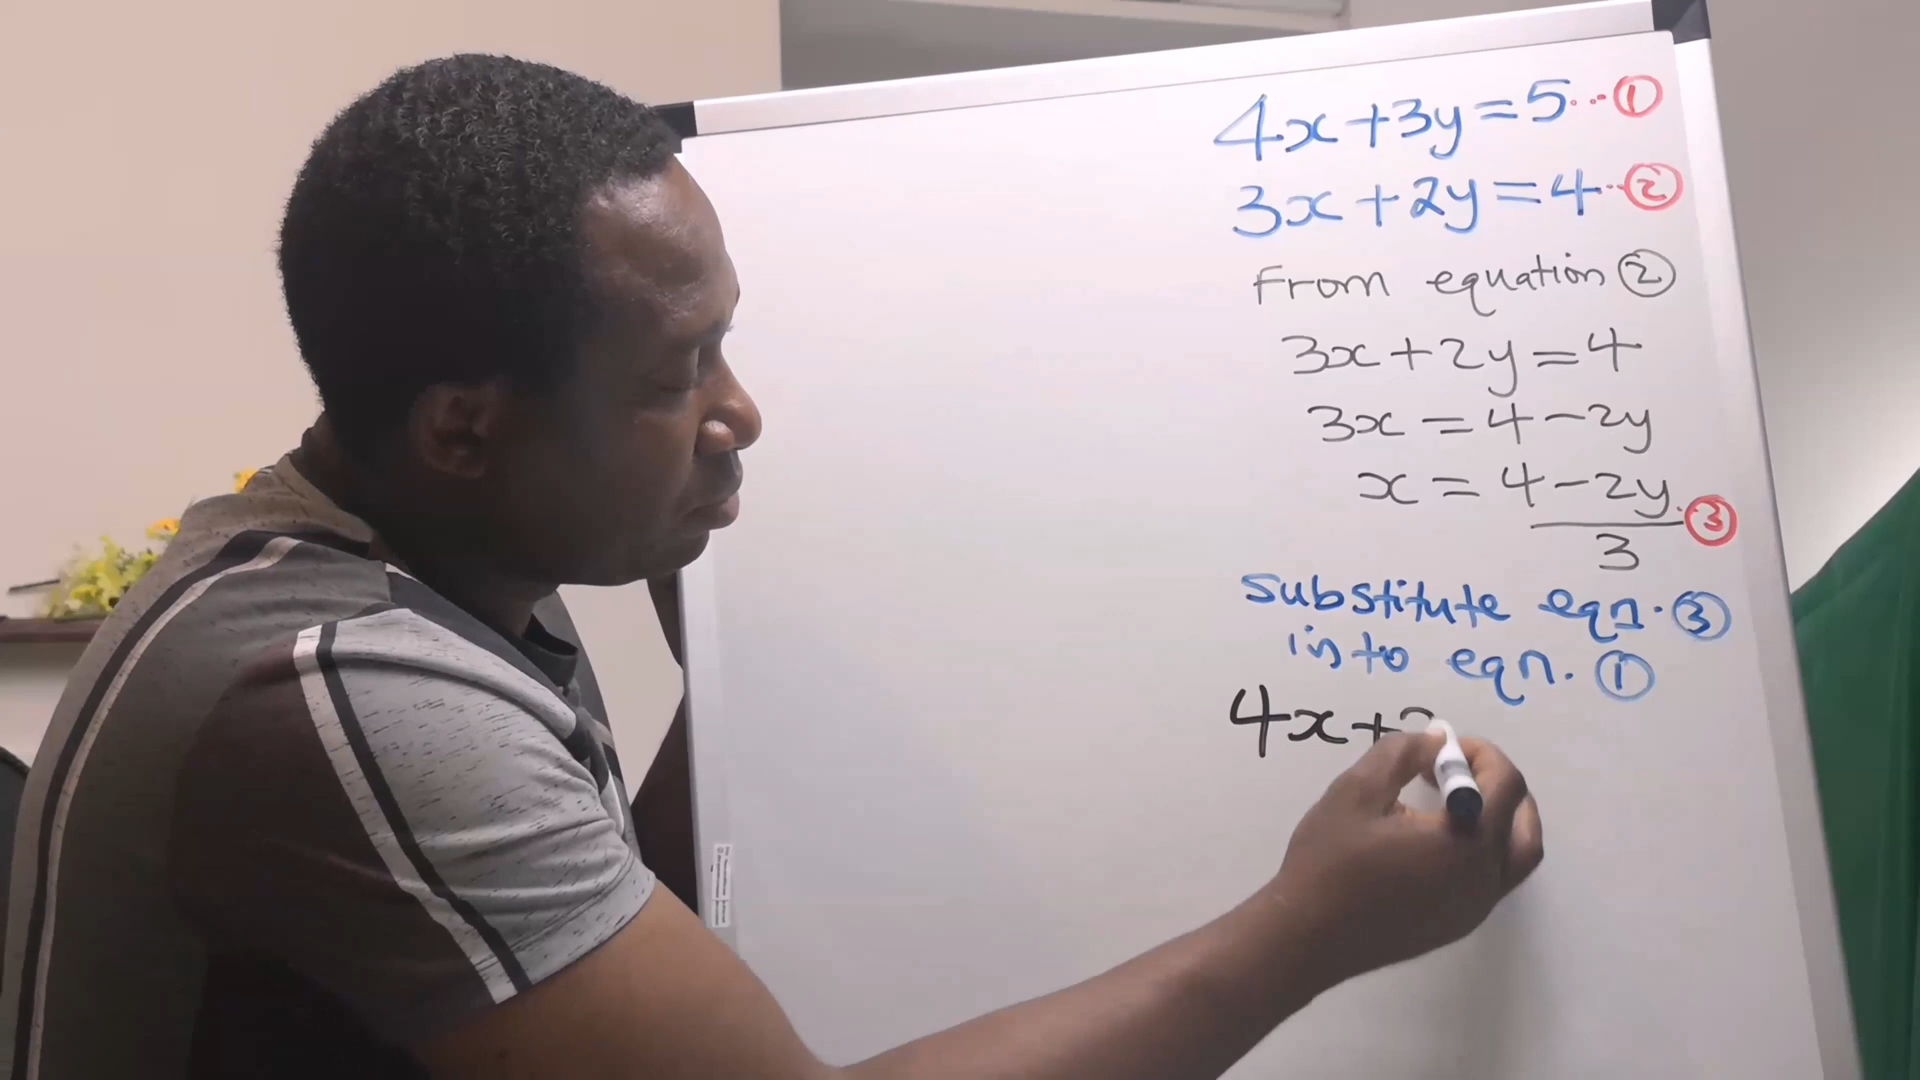 4x+3y=5...①
3x+2y=4..②
From equation ②
3x+2y=4
3x=4-2y
x=4-2y..③
3
substitute eqn.③
into eqn.①
4x+